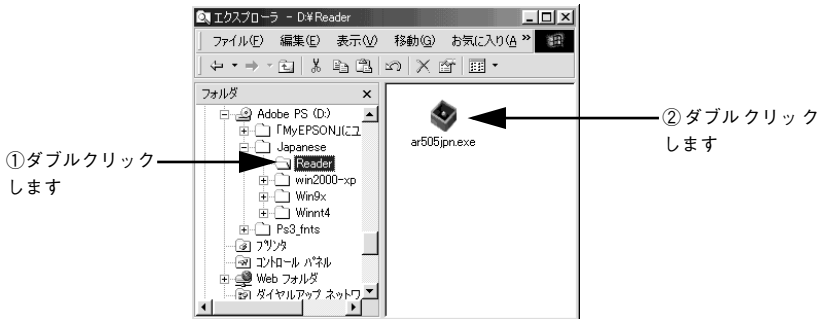 エクスプローラ - D:¥Reader
ファイル(F) 編集(E) 表示(V) 移動(G) お気に入り(A »
フォルダ ×
Adobe PS (D:)
「MyEPSON」にユ
Japanese
Reader
win2000-xp
Win9x
Winnt4
Ps3_fnts
プリンタ
コントロール パネル
Web フォルダ
ダイヤルアップ ネットワ
ar505jpn.exe
①ダブルクリック
します
②ダブルクリック
します